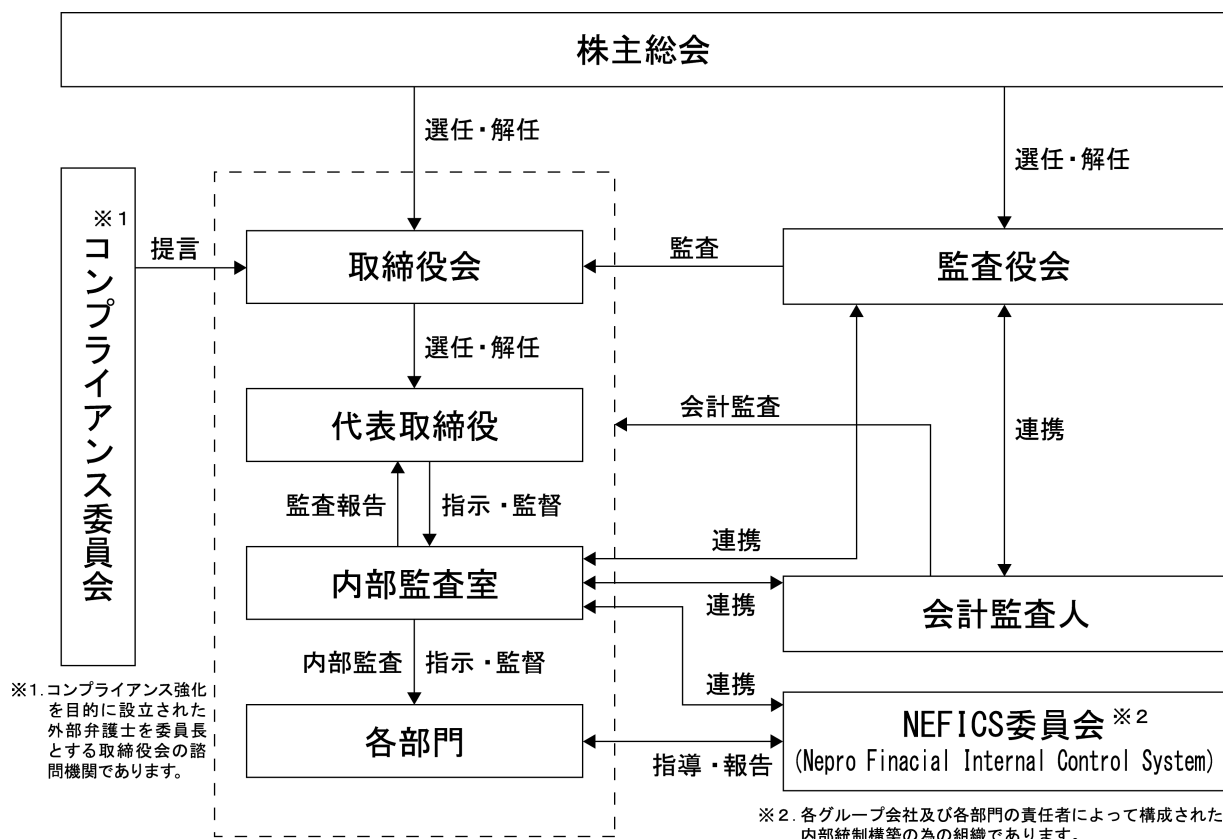 株主総会
選任・解任
選任・解任
※1
コンプライアンス委員会
提言
取締役会
監査
監査役会
選任・解任
代表取締役
会計監査
連携
監査報告
指示・監督
連携
内部監査室
連携
会計監査人
内部監査
指示・監督
連携
各部門
指導・報告
NEFICS委員会※2
(Nepro Finacial Internal Control System)
※1.コンプライアンス強化
を目的に設立された
外部弁護士を委員長
とする取締役会の諮
問機関であります。
※2.各グループ会社及び各部門の責任者によって構成された
内部統制構築の為の組織であります。